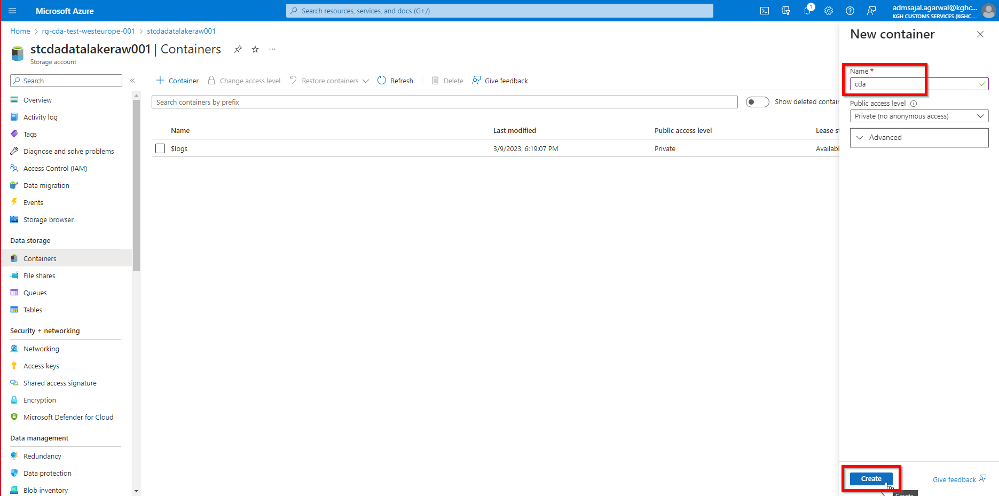 Microsoft Azure
Search resources, services, and docs (G+/)
1
admsajal.agarwal@kghc...
KGH CUSTOMS SERVICES (KGHC....
Home > rg-cda-test-westeurope-001 > stcdadatalakeraw001
stcdadatalakeraw001 | Containers
...
Storage account
Search
«
Container
Change access level
Restore containers
Refresh
Delete
Give feedback
Search containers by prefix
Show deleted contain
Name
Last modified
Public access level
Lease st
$logs
3/9/2023, 6:19:07 PM
Private
Availabl
Overview
Activity log
Tags
Diagnose and solve problems
Access Control (IAM)
Data migration
Events
Storage browser
Data storage
Containers
File shares
Queues
Tables
Security + networking
Networking
Access keys
Shared access signature
Encryption
Microsoft Defender for Cloud
Data management
Redundancy
Data protection
Blob inventory
New container
Name *
cda
Public access level
Private (no anonymous access)
Advanced
Create
Give feedback